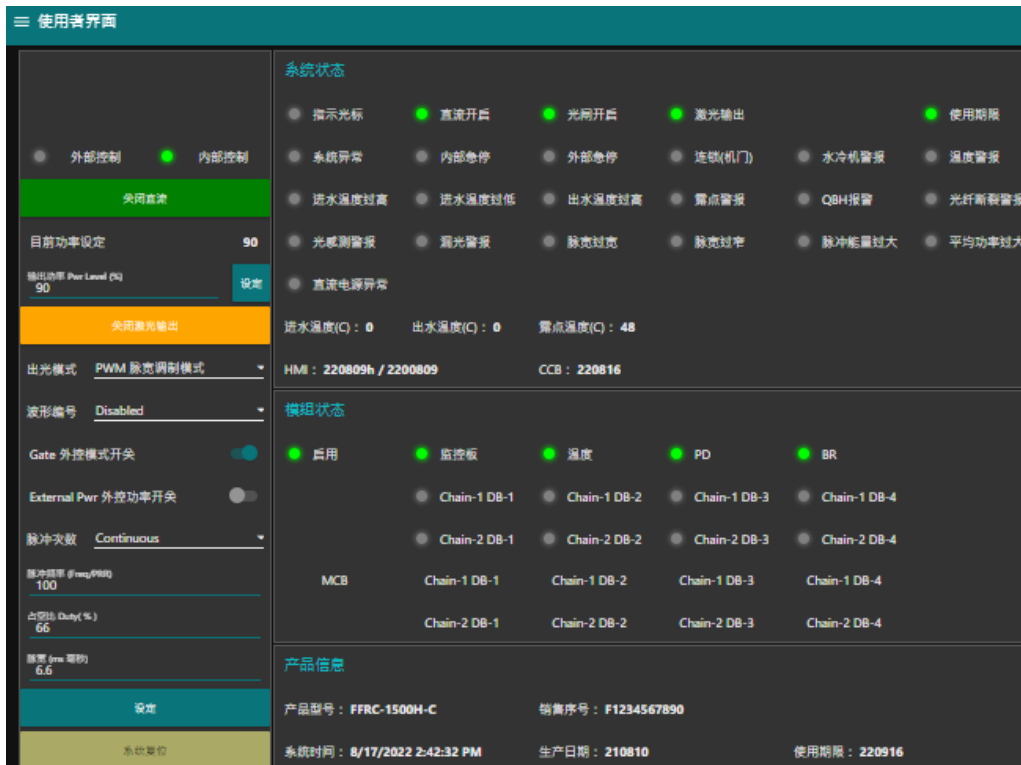 使用者界面
外部控制 内部控制
关闭直流
目前功率设定 90
输出功率 Pwr Level (%)
90
设定
关闭激光输出
出光模式 PWM 脉宽调制模式
波形编号 Disabled
Gate 外控模式开关
External Pwr 外控功率开关
脉冲次数 Continuous
脉冲频率 (Freq/PRR)
100
占空比 Duty( % )
66
脉宽 (ms 毫秒)
6.6
设定
系统复位
系统状态
指示光标 直流开启 光闸开启 激光输出 使用期限
系统异常 内部急停 外部急停 连锁(机门) 水冷机警报 温度警报
进水温度过高 进水温度过低 出水温度过高 露点警报 QBH报警 光纤断裂警报
光感测警报 漏光警报 脉宽过宽 脉宽过窄 脉冲能量过大 平均功率过大
直流电源异常
进水温度(C)： 0 出水温度(C)： 0 露点温度(C)： 48
HMI： 220809h / 2200809 CCB： 220816
模组状态
启用 监控板 温度 PD BR
Chain-1 DB-1 Chain-1 DB-2 Chain-1 DB-3 Chain-1 DB-4
Chain-2 DB-1 Chain-2 DB-2 Chain-2 DB-3 Chain-2 DB-4
MCB Chain-1 DB-1 Chain-1 DB-2 Chain-1 DB-3 Chain-1 DB-4
Chain-2 DB-1 Chain-2 DB-2 Chain-2 DB-3 Chain-2 DB-4
产品信息
产品型号： FFRC-1500H-C 销售序号： F1234567890
系统时间： 8/17/2022 2:42:32 PM 生产日期： 210810 使用期限： 220916